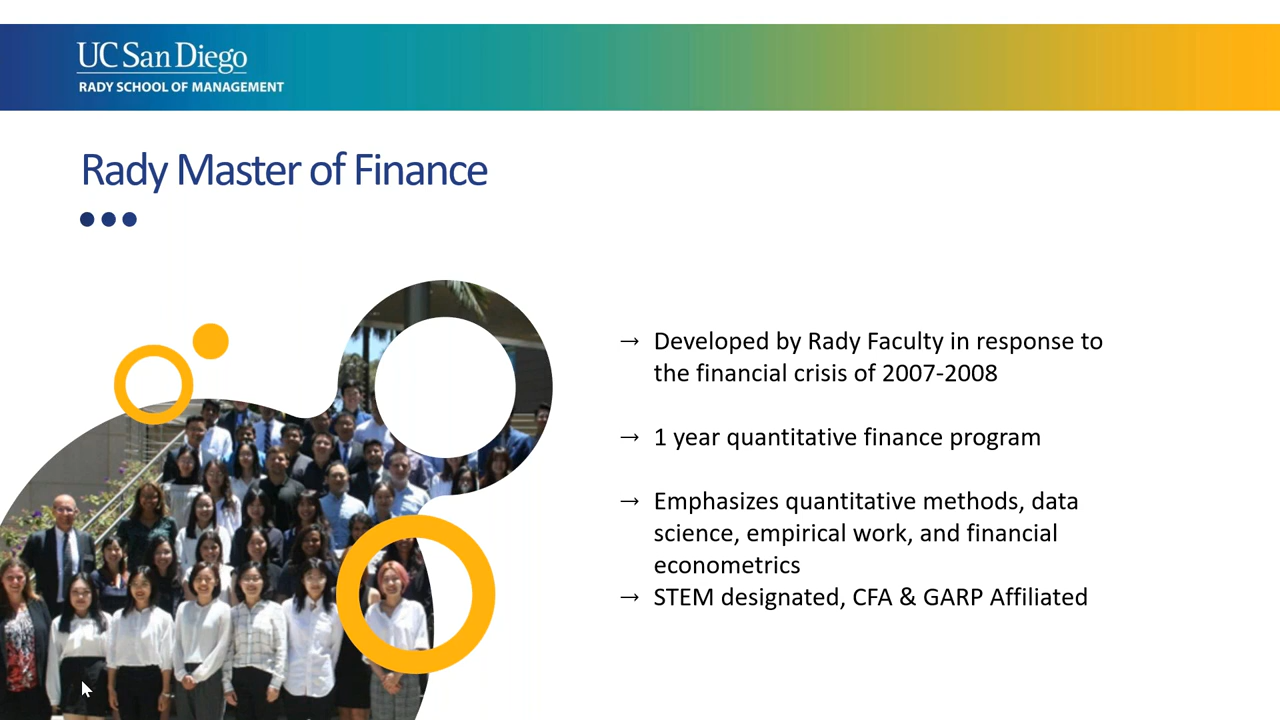 UC San Diego
RADY SCHOOL OF MANAGEMENT
Rady Master of Finance
→ Developed by Rady Faculty in response to
the financial crisis of 2007-2008
→ 1 year quantitative finance program
→ Emphasizes quantitative methods, data
science, empirical work, and financial
econometrics
→ STEM designated, CFA & GARP Affiliated